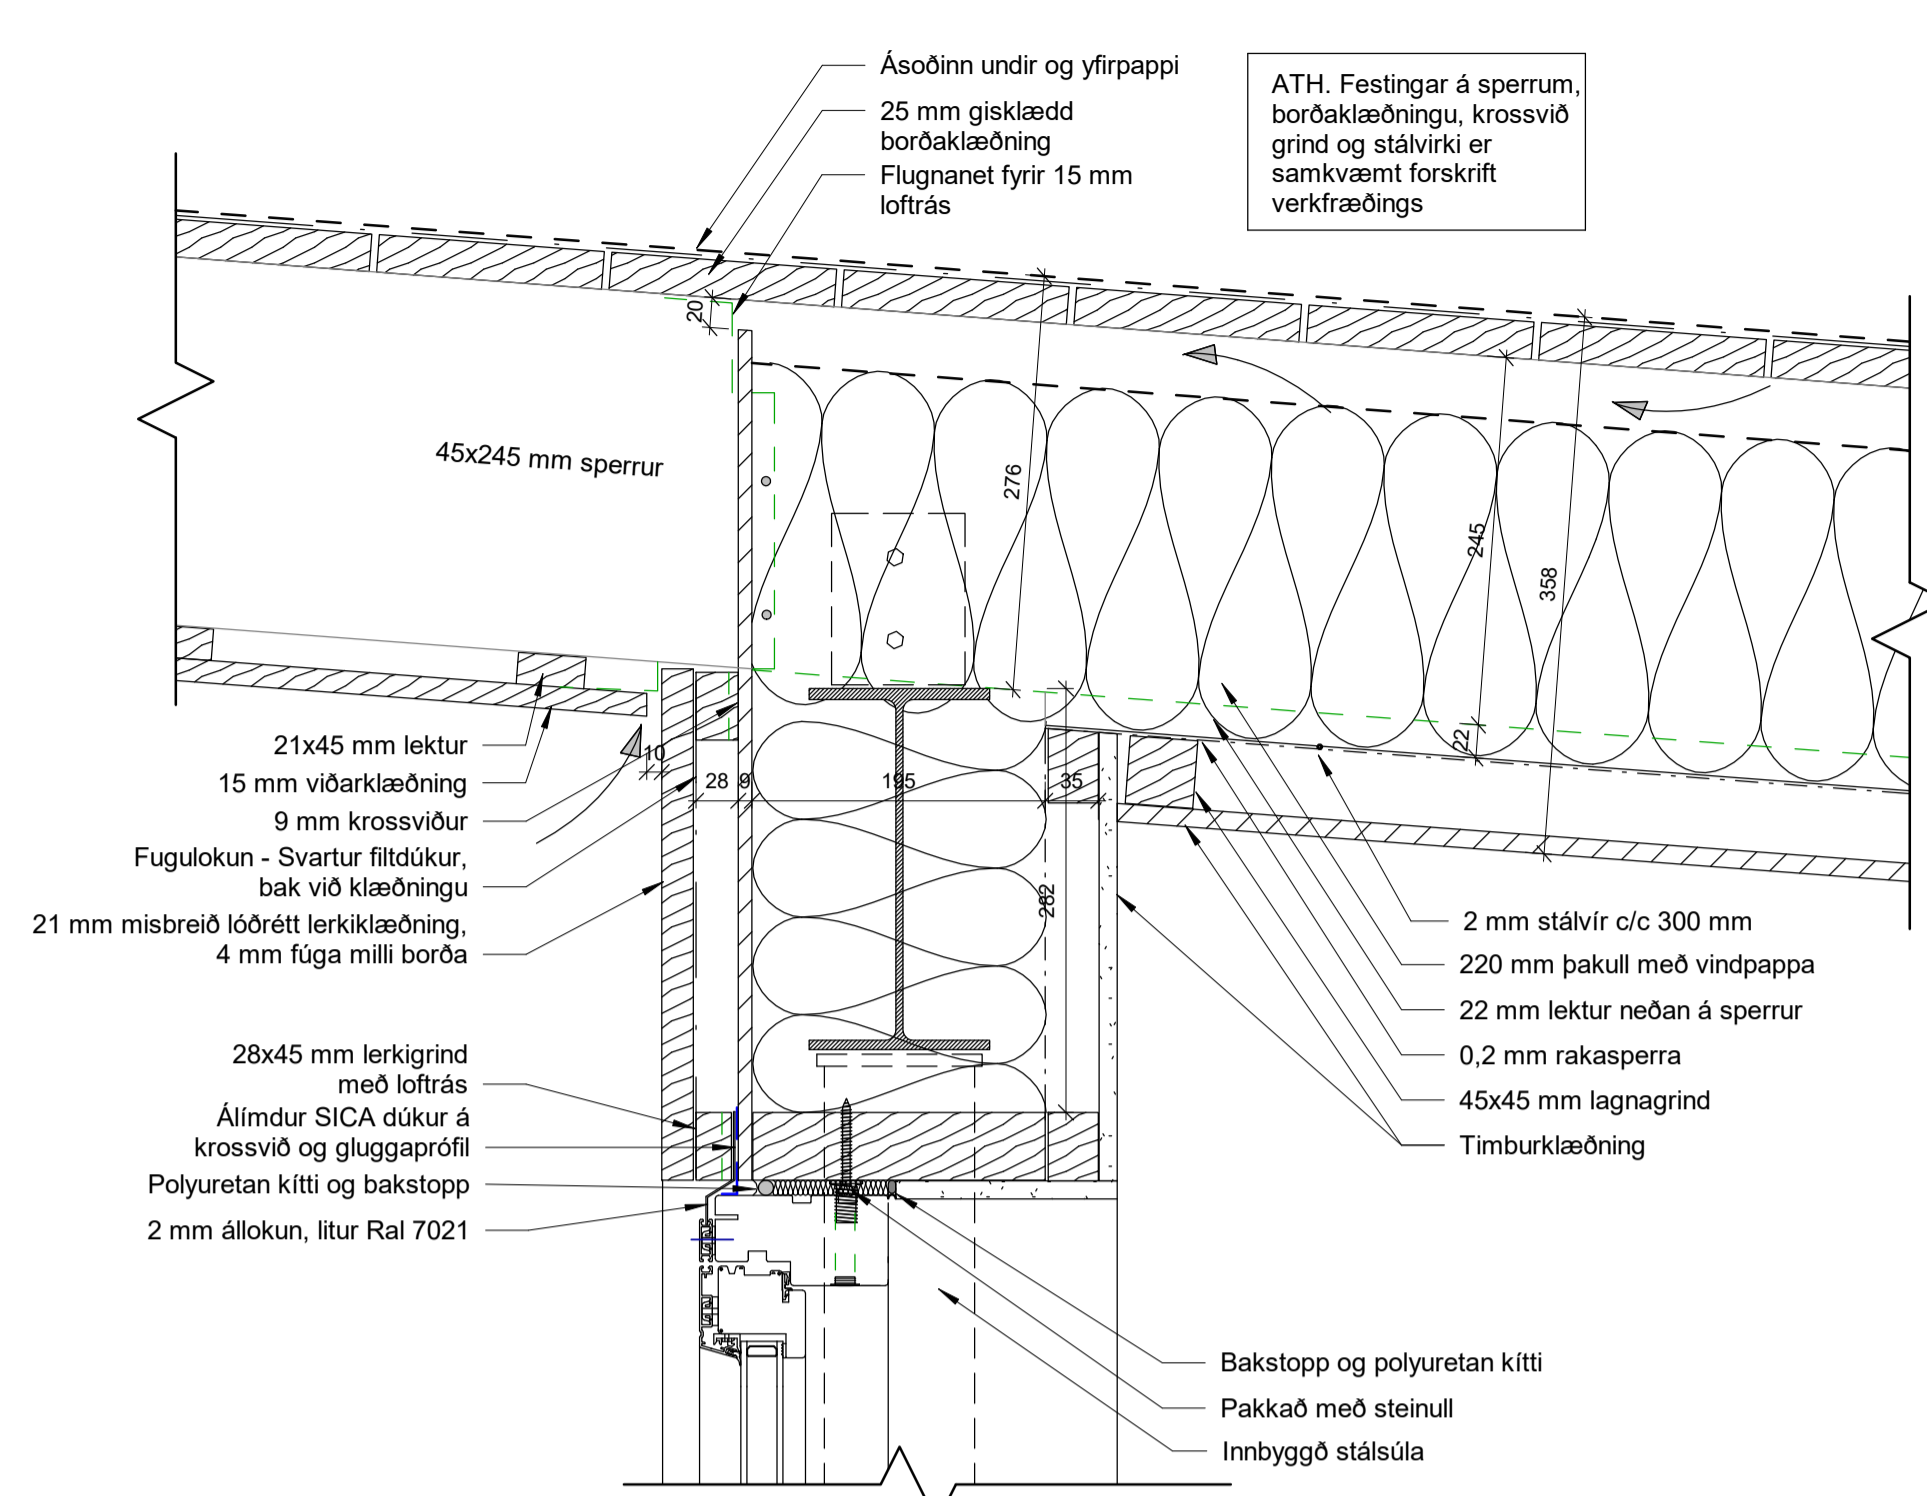 Ásoðinn undir og yfirpappi
25 mm gisklædd
borðaklæðning
Flugnanet fyrir 15 mm
loftrás
ATH. Festingar á sperrum,
borðaklæðningu, krossvið
grind og stálvirki er
samkvæmt forskrift
verkfræðings
20
45x245 mm sperrur
276
245
358
22
10
28
9
195
35
282
21x45 mm lektur
15 mm viðarklæðning
9 mm krossviður
Fugulokun - Svartur filtdúkur,
bak við klæðningu
21 mm misbreið lóðrétt lerkiklæðning,
4 mm fúga milli borða
28x45 mm lerkigrind
með loftrás
Álímdur SICA dúkur á
krossvið og gluggaprófil
Polyuretan kítti og bakstopp
2 mm állokun, litur Ral 7021
2 mm stálvír c/c 300 mm
220 mm þakull með vindpappa
22 mm lektur neðan á sperrur
0,2 mm rakasperra
45x45 mm lagnagrind
Timburklæðning
Bakstopp og polyuretan kítti
Pakkað með steinull
Innbyggð stálsúla